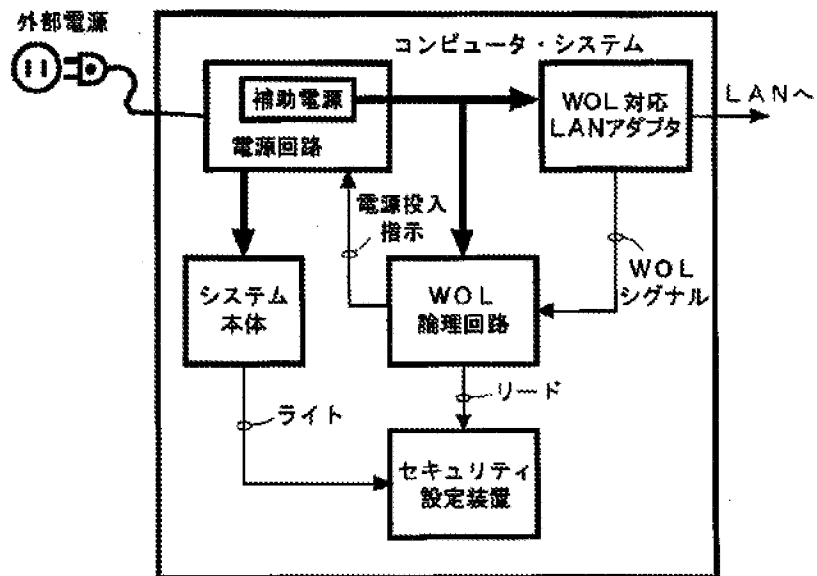 外部電源
コンピュータ・システム
補助電源
電源回路
WOL対応
LANアダプタ
LANへ
電源投入
指示
システム
本体
WOL
論理回路
WOL
シグナル
ライト
リード
セキュリティ
設定装置